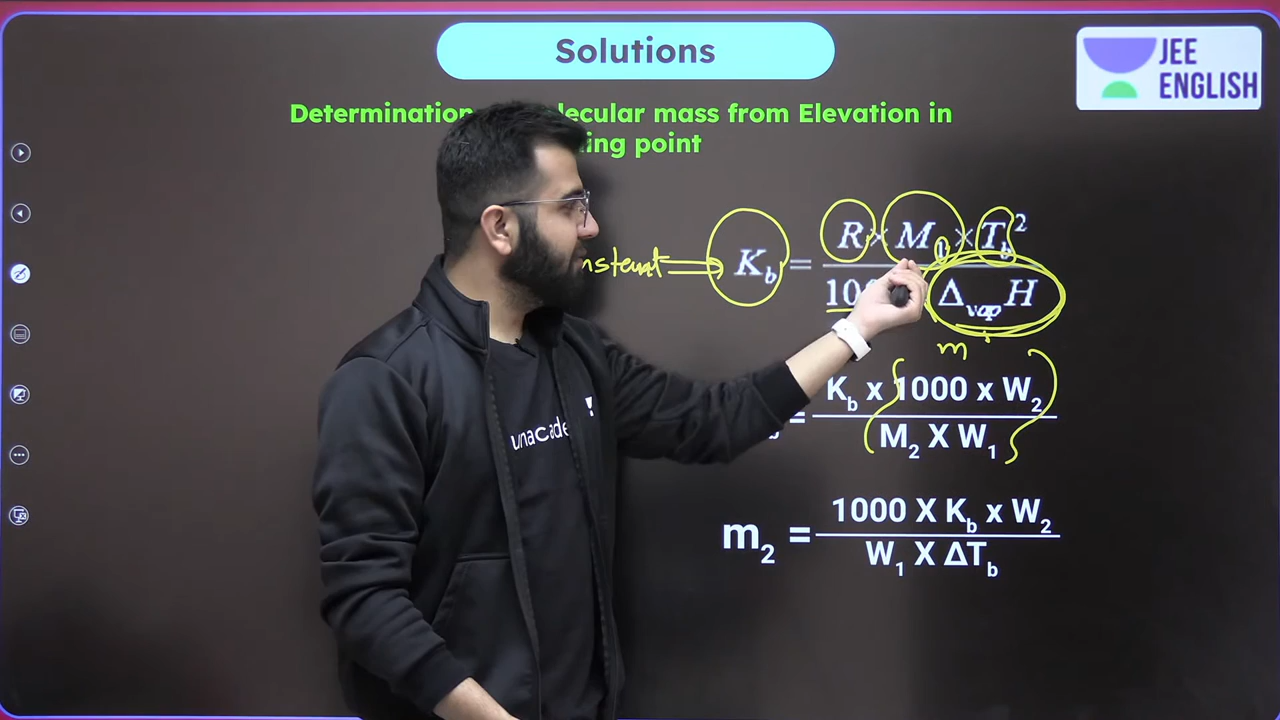 Solutions
JEE
ENGLISH
Determination lecular mass from Elevation in
ing point
nstant ⇒ K_b = R × M_1 × T_b^2 / 10 Δ_vap H
m
= K_b x 1000 x W_2 / M_2 X W_1
m_2 = 1000 X K_b x W_2 / W_1 X ΔT_b
unacade